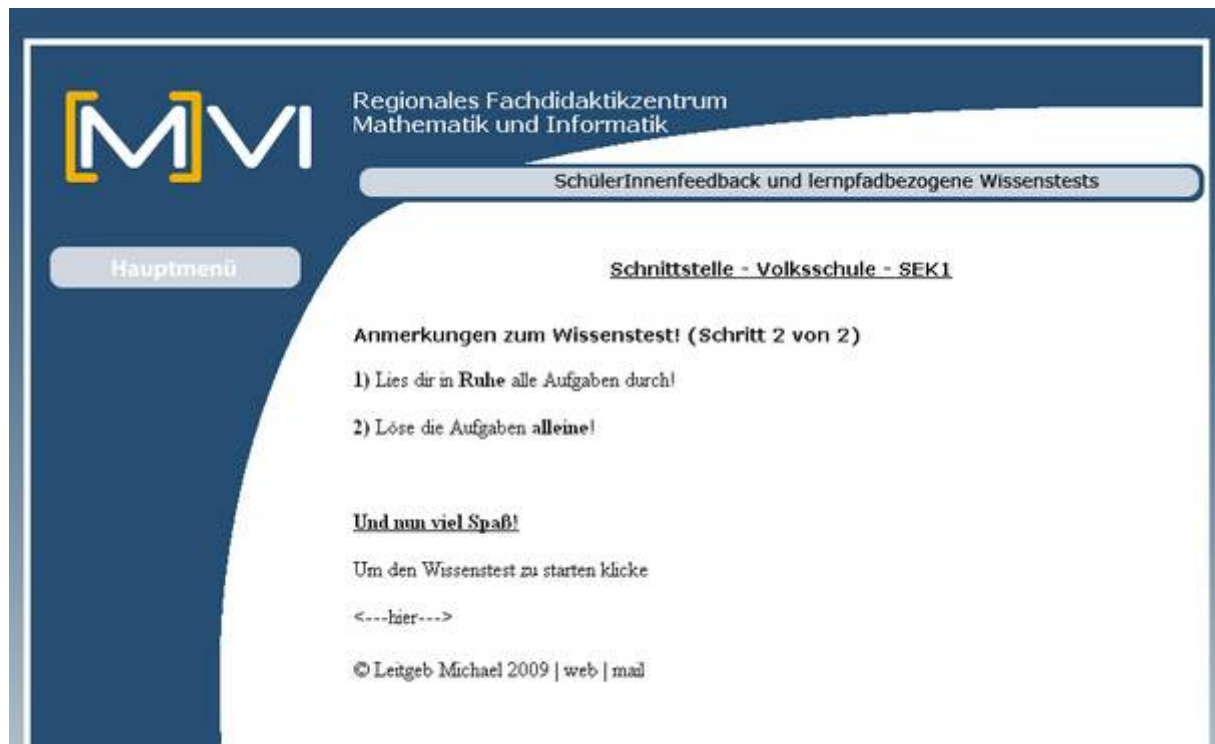 [M]VI
Regionales Fachdidaktikzentrum
Mathematik und Informatik
SchülerInnenfeedback und lernpfadbezogene Wissenstests
Hauptmenü
Schnittstelle - Volksschule - SEK1
Anmerkungen zum Wissenstest! (Schritt 2 von 2)
1) Lies dir in Ruhe alle Aufgaben durch!
2) Löse die Aufgaben alleine!
Und nun viel Spaß!
Um den Wissenstest zu starten klicke
<---hier--->
© Leitgeb Michael 2009 | web | mail